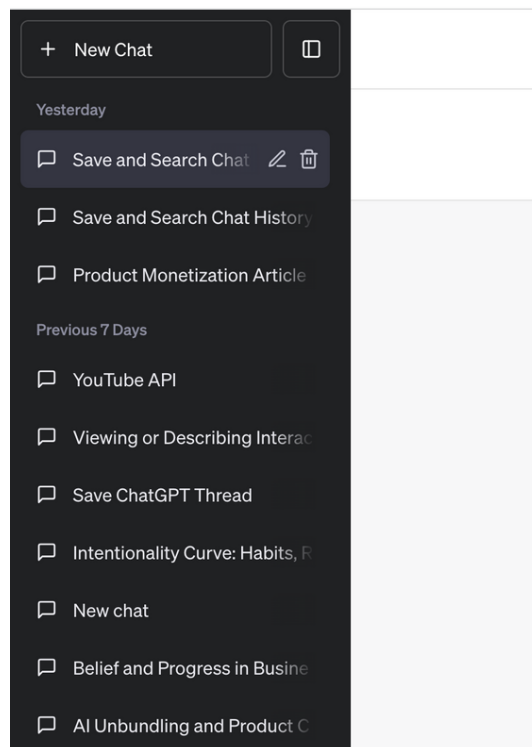 New Chat
Yesterday
Save and Search Chat
Save and Search Chat History
Product Monetization Article
Previous 7 Days
YouTube API
Viewing or Describing Interac
Save ChatGPT Thread
Intentionality Curve: Habits, R
New chat
Belief and Progress in Busine
AI Unbundling and Product C